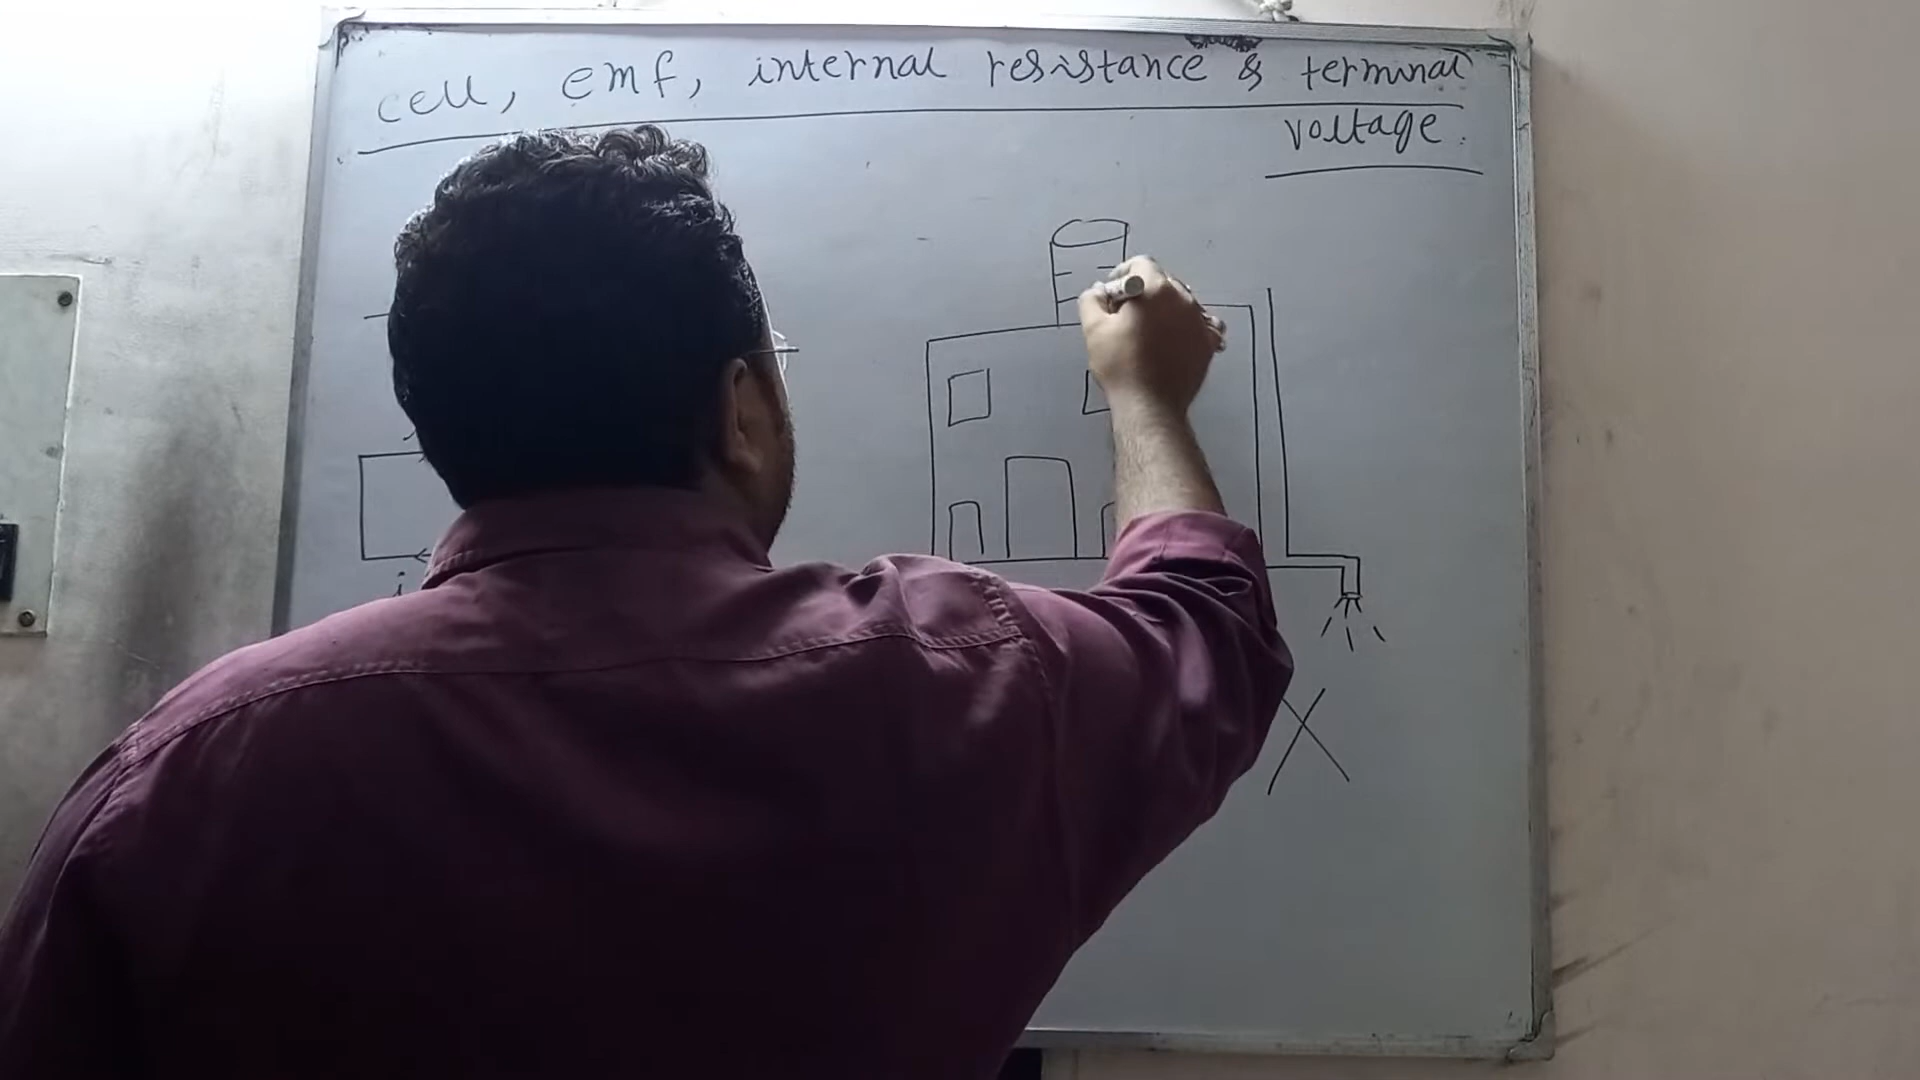 cell, emf, internal resistance & terminal
voltage.
i